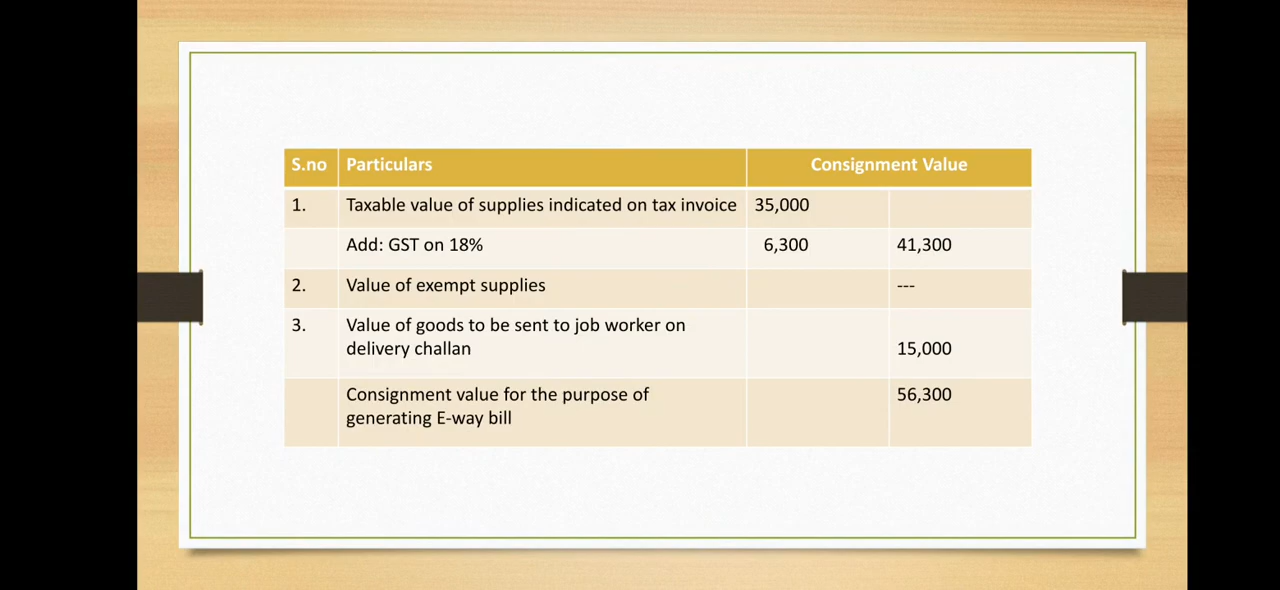 S.no Particulars Consignment Value
1. Taxable value of supplies indicated on tax invoice 35,000
Add: GST on 18% 6,300 41,300
2. Value of exempt supplies ---
3. Value of goods to be sent to job worker on
delivery challan 15,000
Consignment value for the purpose of 56,300
generating E-way bill